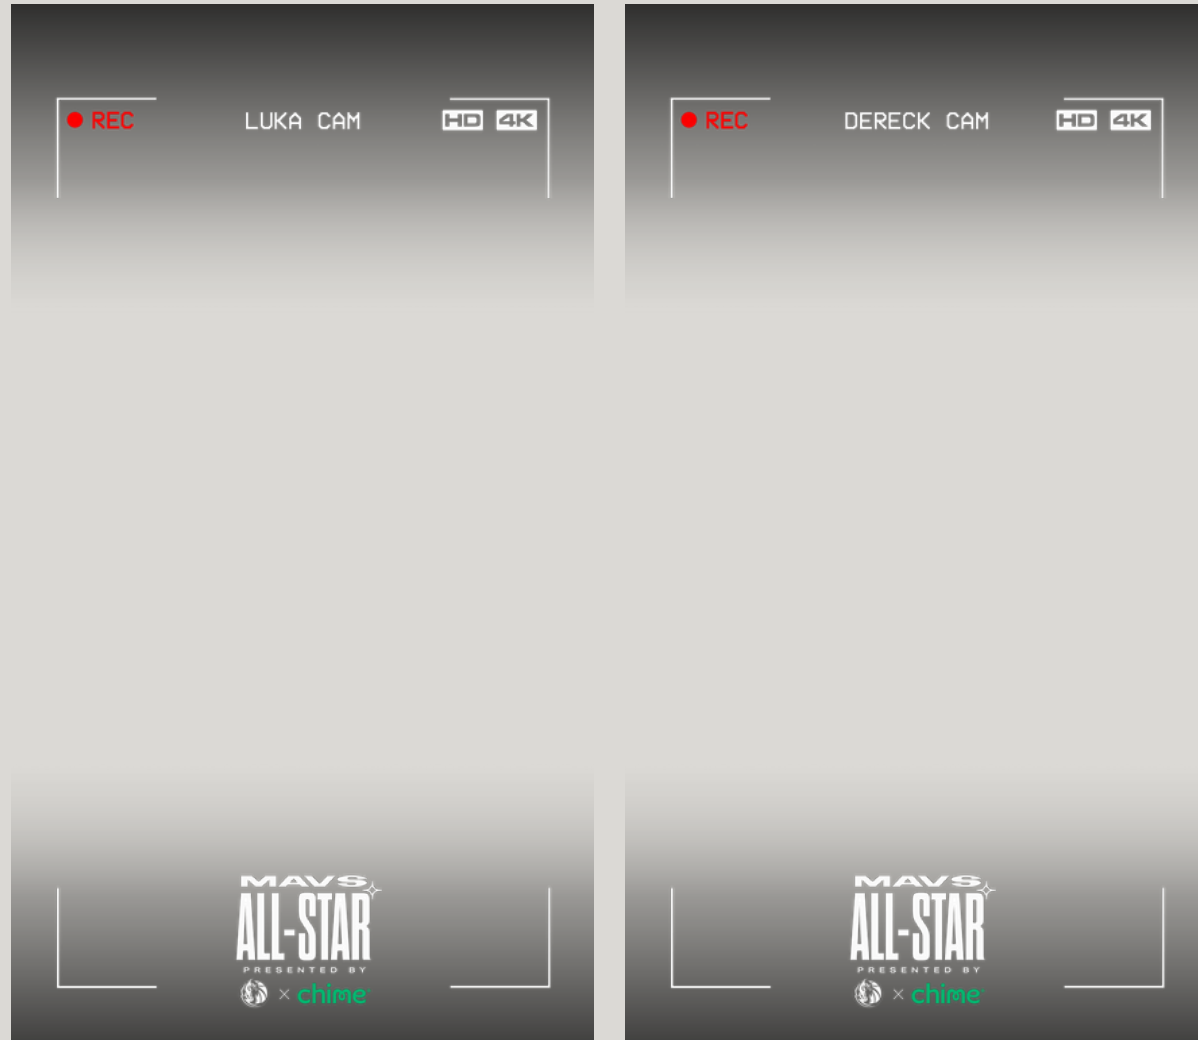 REC LUKA CAM HD 4K
MAVS
ALL-STAR
PRESENTED BY
× chime
REC DERECK CAM HD 4K
MAVS
ALL-STAR
PRESENTED BY
× chime